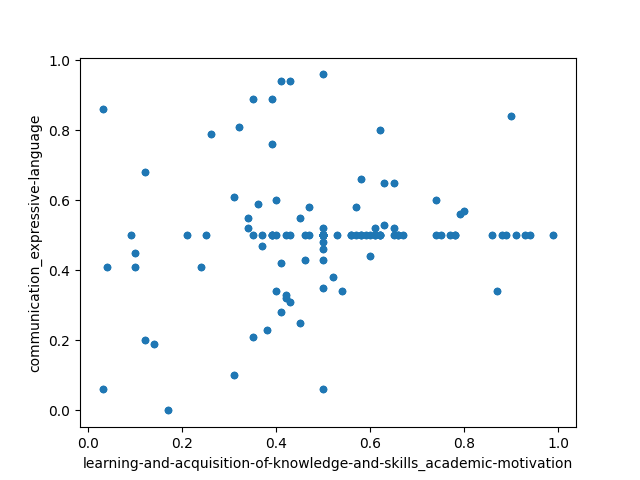 1.0
0.8
0.6
0.4
0.2
0.0
communication_expressive-language
0.0 0.2 0.4 0.6 0.8 1.0
learning-and-acquisition-of-knowledge-and-skills_academic-motivation